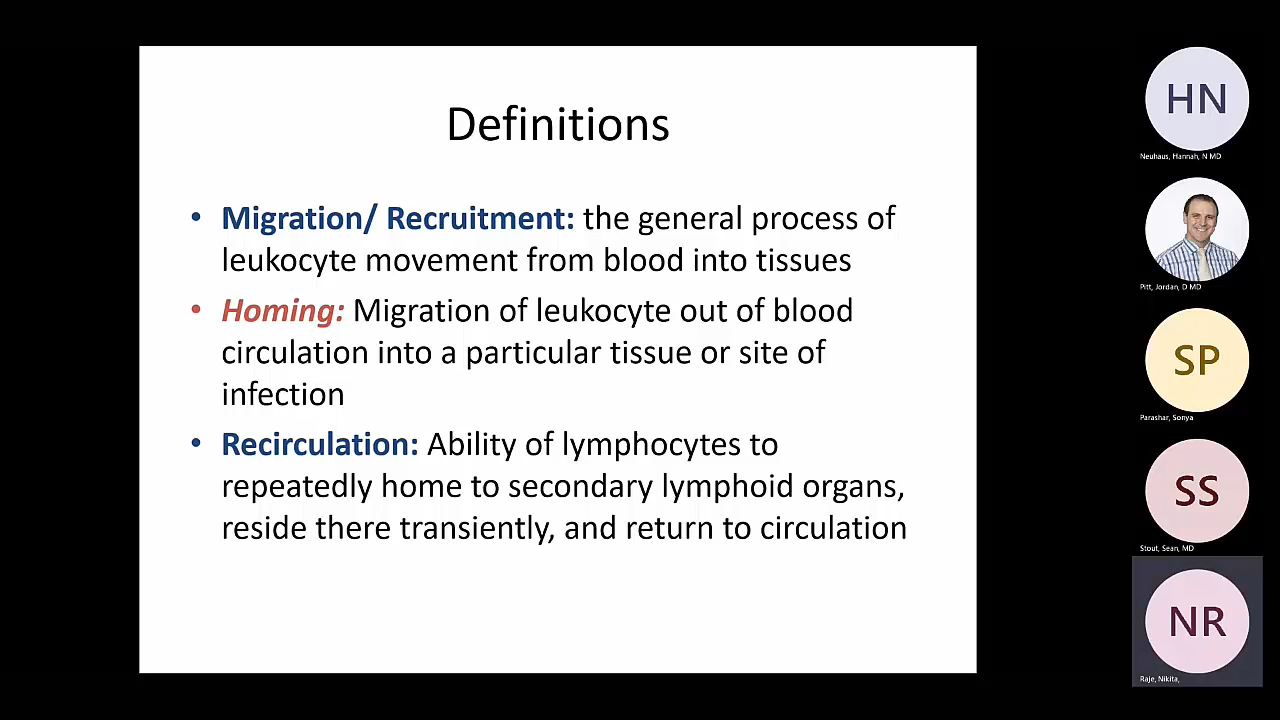 Definitions
• Migration/ Recruitment: the general process of
leukocyte movement from blood into tissues
• Homing: Migration of leukocyte out of blood
circulation into a particular tissue or site of
infection
• Recirculation: Ability of lymphocytes to
repeatedly home to secondary lymphoid organs,
reside there transiently, and return to circulation
HN
Neuhaus, Hannah, N MD
Pitt, Jordan, D MD
SP
Parashar, Sonya
SS
Stout, Sean, MD
NR
Raje, Nikita,